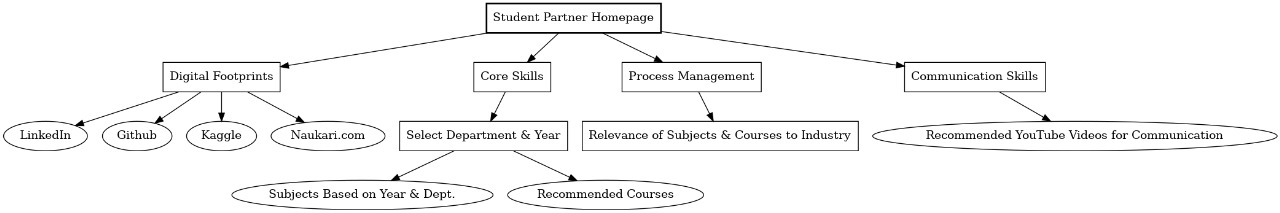 Student Partner Homepage
Digital Footprints
Core Skills
Process Management
Communication Skills
LinkedIn
Github
Kaggle
Naukari.com
Select Department & Year
Relevance of Subjects & Courses to Industry
Recommended YouTube Videos for Communication
Subjects Based on Year & Dept.
Recommended Courses